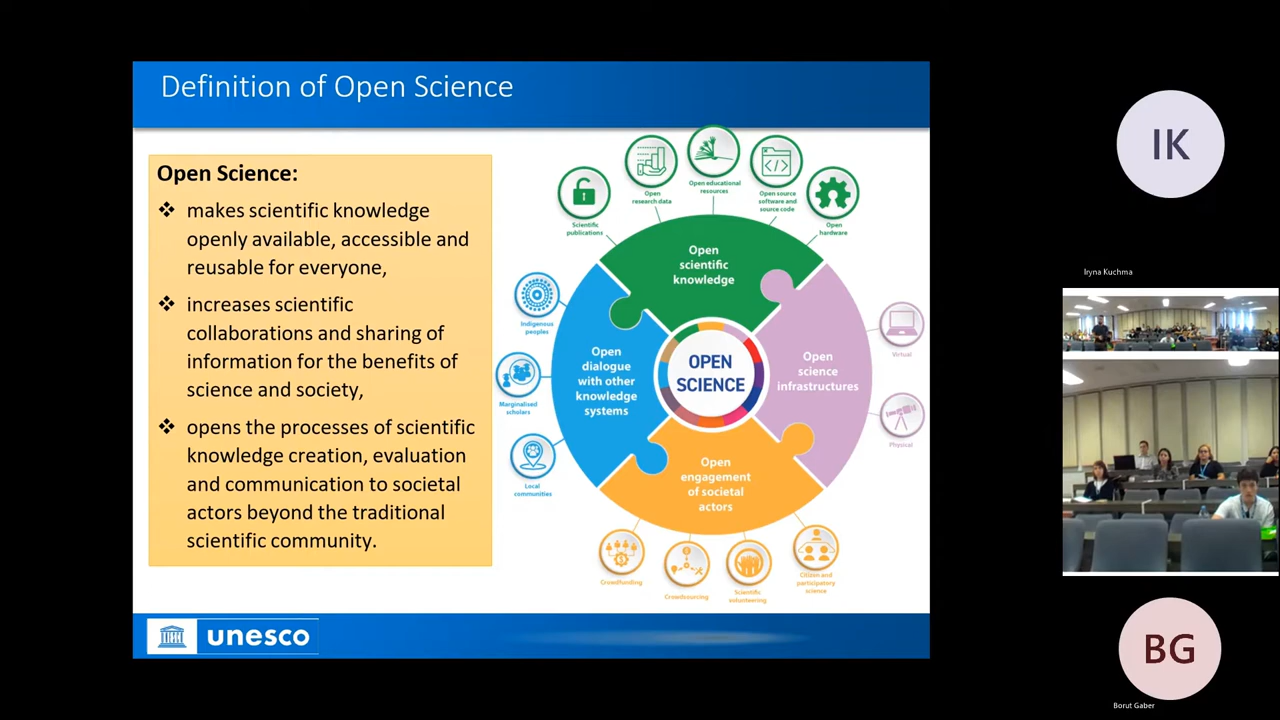 Definition of Open Science
Open Science:
❖ makes scientific knowledge
openly available, accessible and
reusable for everyone,
❖ increases scientific
collaborations and sharing of
information for the benefits of
science and society,
❖ opens the processes of scientific
knowledge creation, evaluation
and communication to societal
actors beyond the traditional
scientific community.
Scientific
publications
Open
research data
Open educational
resources
Open source
software and
source code
Open
hardware
Open
scientific
knowledge
Indigenous
peoples
Marginalised
scholars
Local
communities
Open
dialogue
with other
knowledge
systems
OPEN
SCIENCE
Open
science
infrastructures
Virtual
Physical
Open
engagement
of societal
actors
Crowdfunding
Crowdsourcing
Scientific
volunteering
Citizen and
participatory
science
unesco
IK
Iryna Kuchma
BG
Borut Gaber